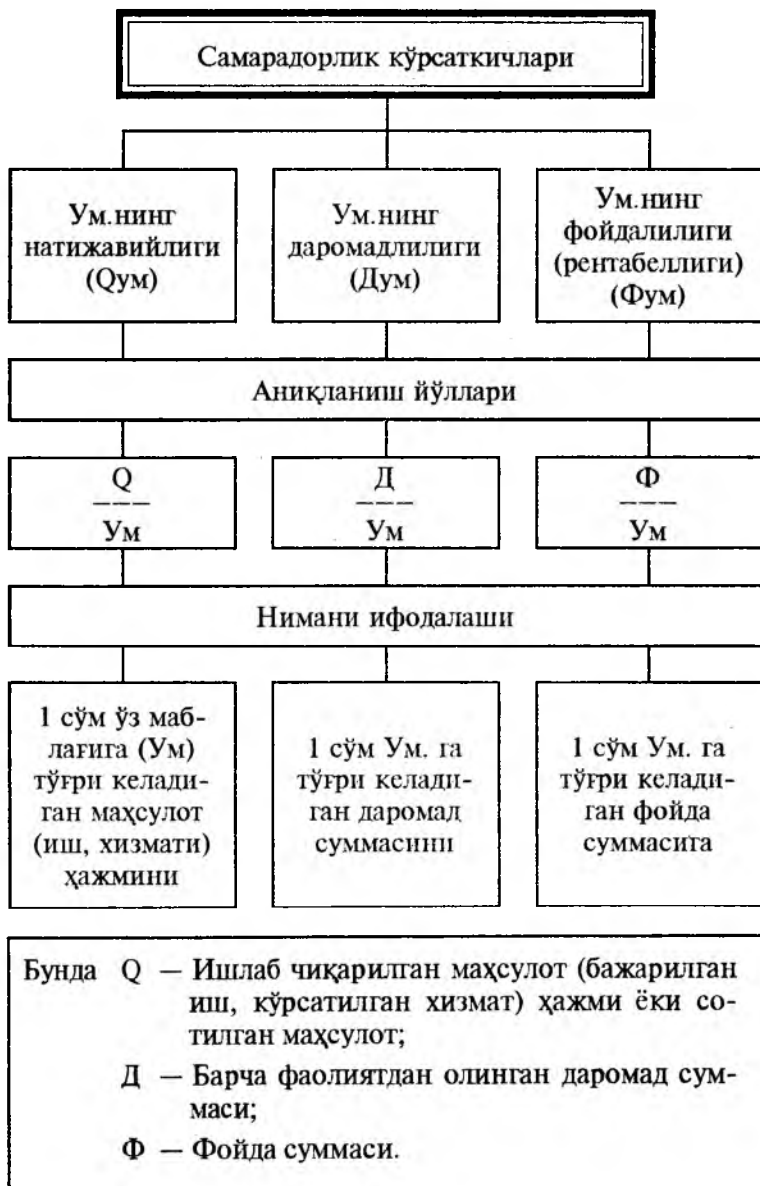 Самарадорлик кўрсаткичлари
Ум.нинг
натижавийлиги
(Qум)
Ум.нинг
даромадлилиги
(Дум)
Ум.нинг
фойдалилиги
(рентабеллиги)
(Фум)
Аниқланиш йўллари
Q
———
Ум
Д
———
Ум
Ф
———
Ум
Нимани ифодалаши
1 сўм ўз маб-
лағига (Ум)
тўғри келади-
ган маҳсулот
(иш, хизмати)
ҳажмини
1 сўм Ум. га
тўғри келади-
ган даромад
суммасини
1 сўм Ум. га
тўғри келади-
ган фойда
суммасита
Бунда Q — Ишлаб чиқарилган маҳсулот (бажарилган
иш, кўрсатилган хизмат) ҳажми ёки со-
тилган маҳсулот;
Д — Барча фаолиятдан олинган даромад сум-
маси;
Ф — Фойда суммаси.